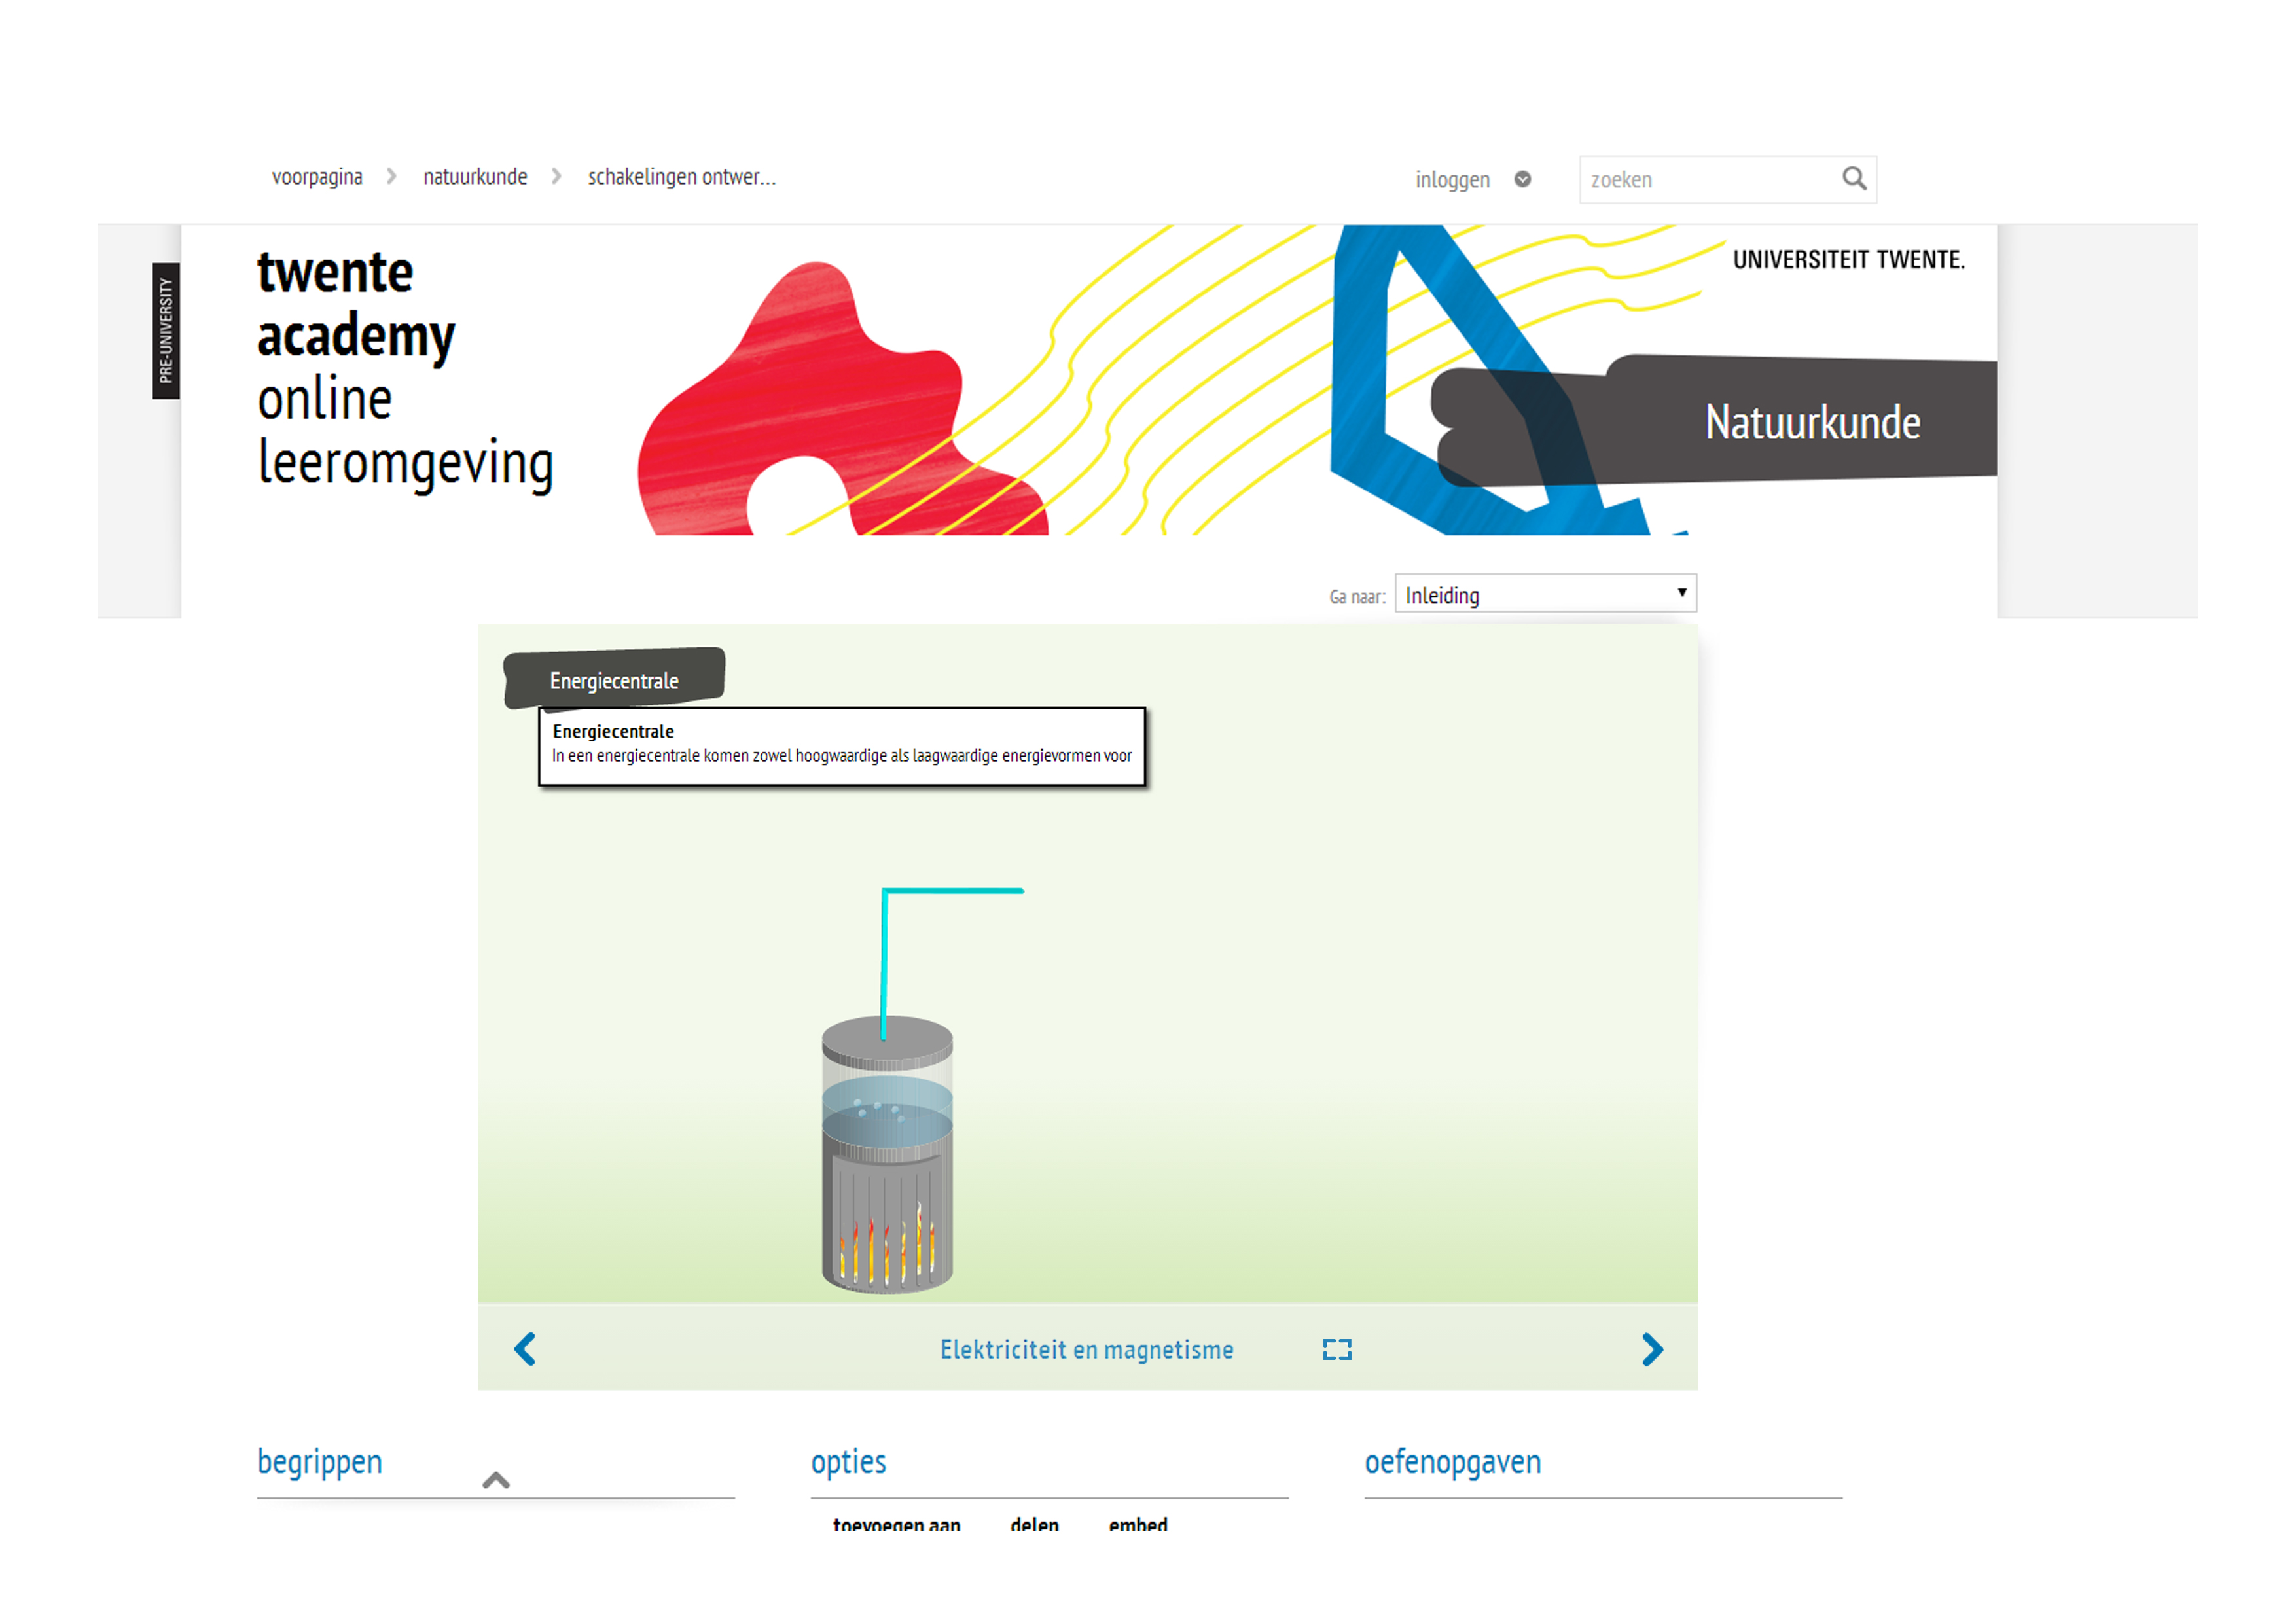 voorpagina
natuurkunde
schakelingen ontwer...
inloggen
zoeken
PRE-UNIVERSITY
twente
academy
online
leeromgeving
UNIVERSITEIT TWENTE.
Natuurkunde
Ga naar: Inleiding
Energiecentrale
Energiecentrale
In een energiecentrale komen zowel hoogwaardige als laagwaardige energievormen voor
Elektriciteit en magnetisme
begrippen
opties
oefenopgaven
toevoegen aan
delen
embed